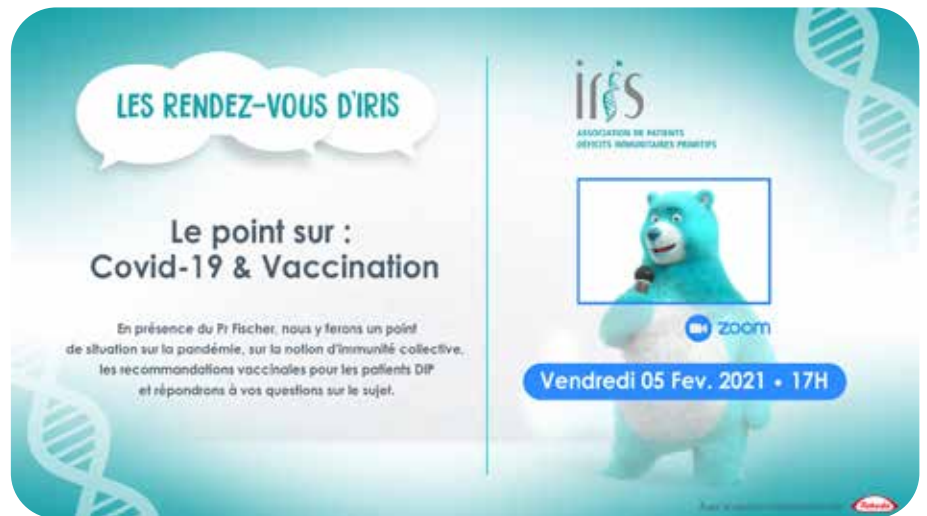 LES RENDEZ-VOUS D'IRIS
Le point sur :
Covid-19 & Vaccination
En présence du Pr Fischer, nous y ferons un point
de situation sur la pandémie, sur la notion d'immunité collective,
les recommandations vaccinales pour les patients DIP
et répondrons à vos questions sur le sujet.
iris
ASSOCIATION DE PATIENTS
DÉFICITS IMMUNITAIRES PRIMITIFS
zoom
Vendredi 05 Fev. 2021 • 17H
Takeda